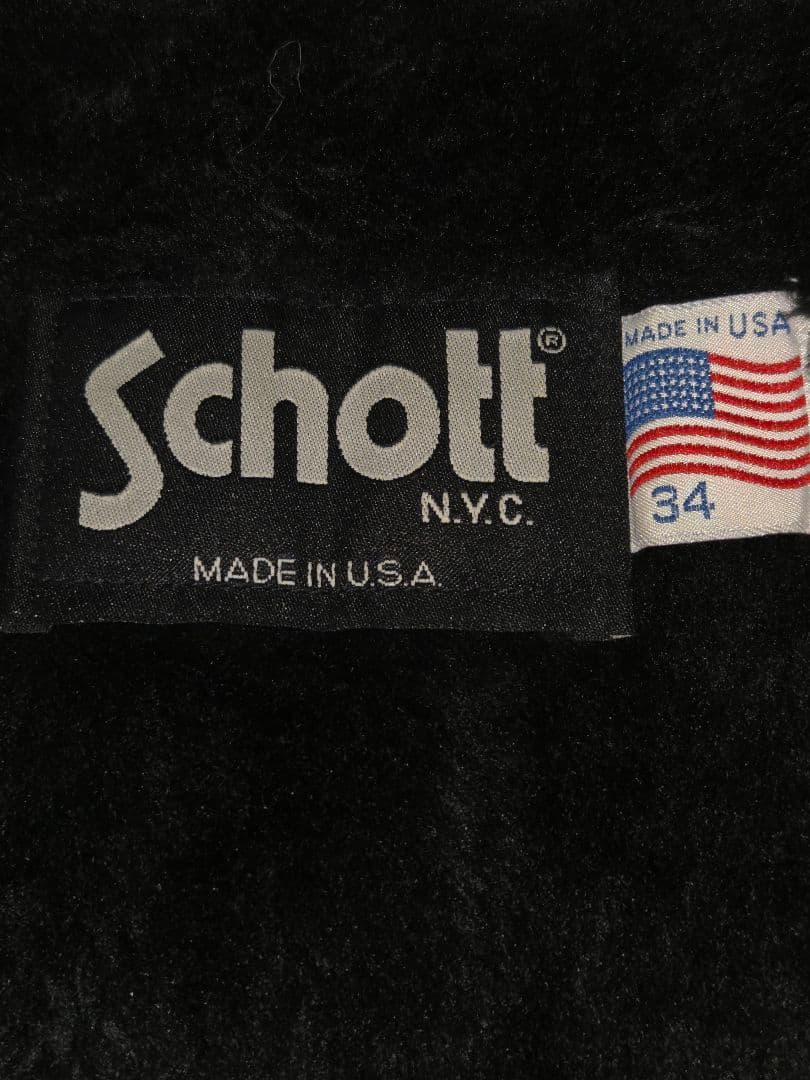 Schott®
N.Y.C.
MADE IN U.S.A.
MADE IN USA
34